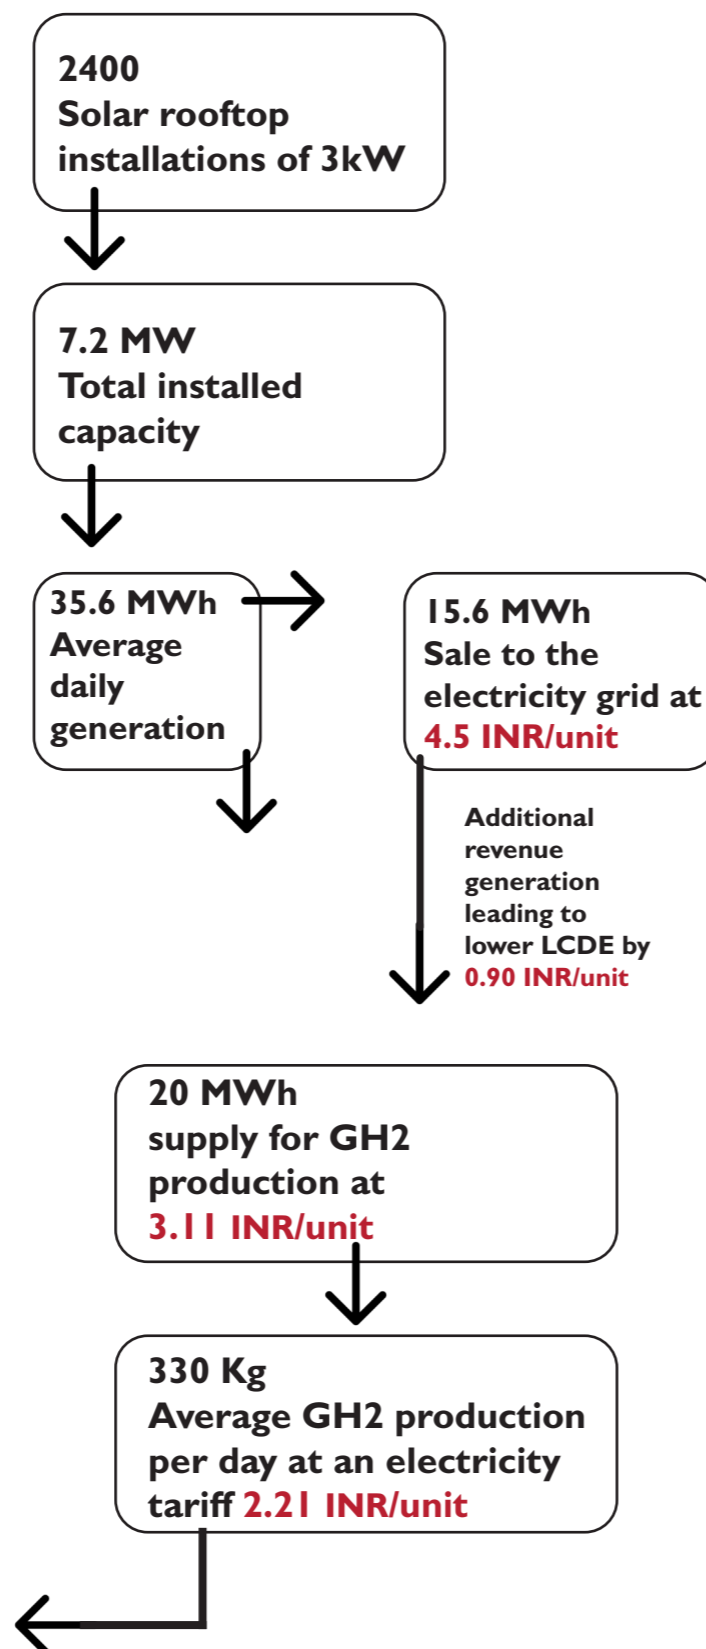 2400
Solar rooftop
installations of 3kW
7.2 MW
Total installed
capacity
35.6 MWh
Average
daily
generation
15.6 MWh
Sale to the
electricity grid at
4.5 INR/unit
Additional
revenue
generation
leading to
lower LCDE by
0.90 INR/unit
20 MWh
supply for GH2
production at
3.11 INR/unit
330 Kg
Average GH2 production
per day at an electricity
tariff 2.21 INR/unit